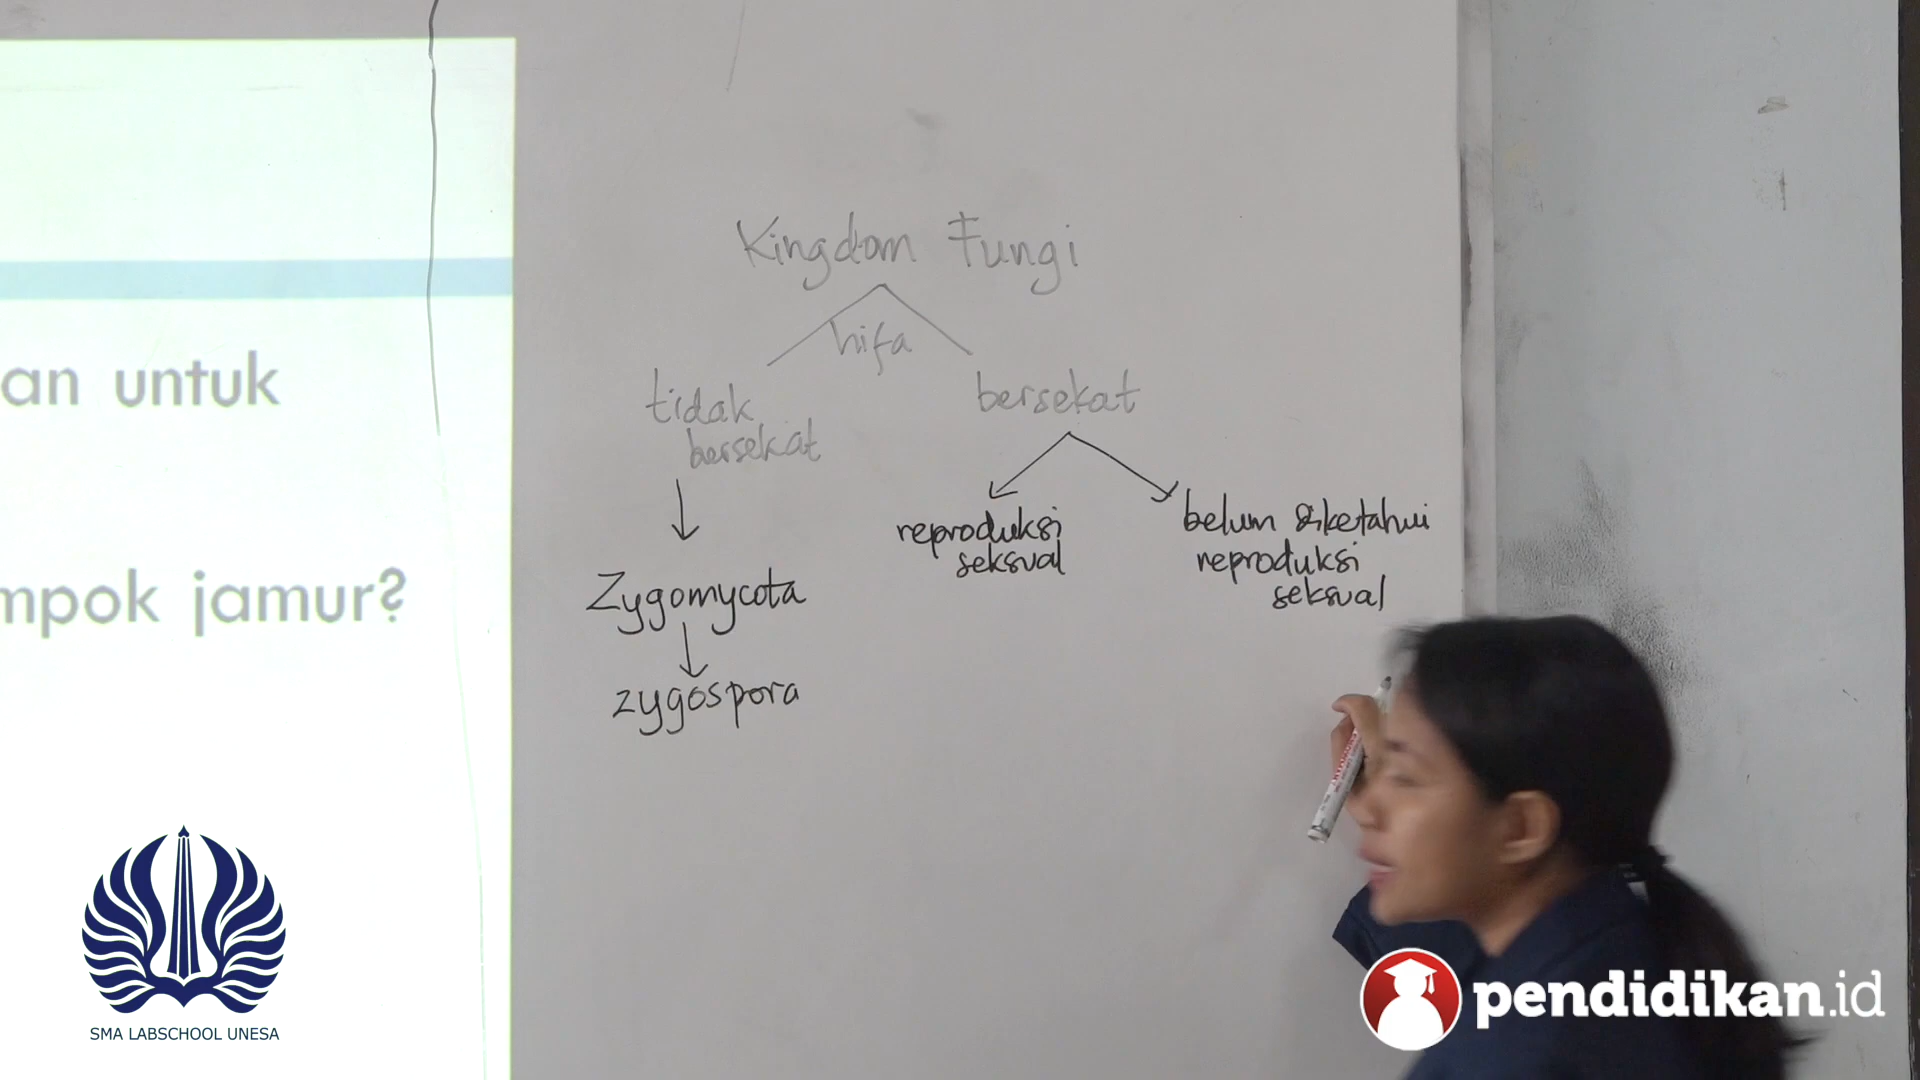 an untuk
mpok jamur?
Kingdom Fungi
hifa
tidak
bersekat
bersekat
reproduksi
seksual
belum diketahui
reproduksi
seksual
Zygomycota
zygospora
SMA LABSCHOOL UNESA
pendidikan.id